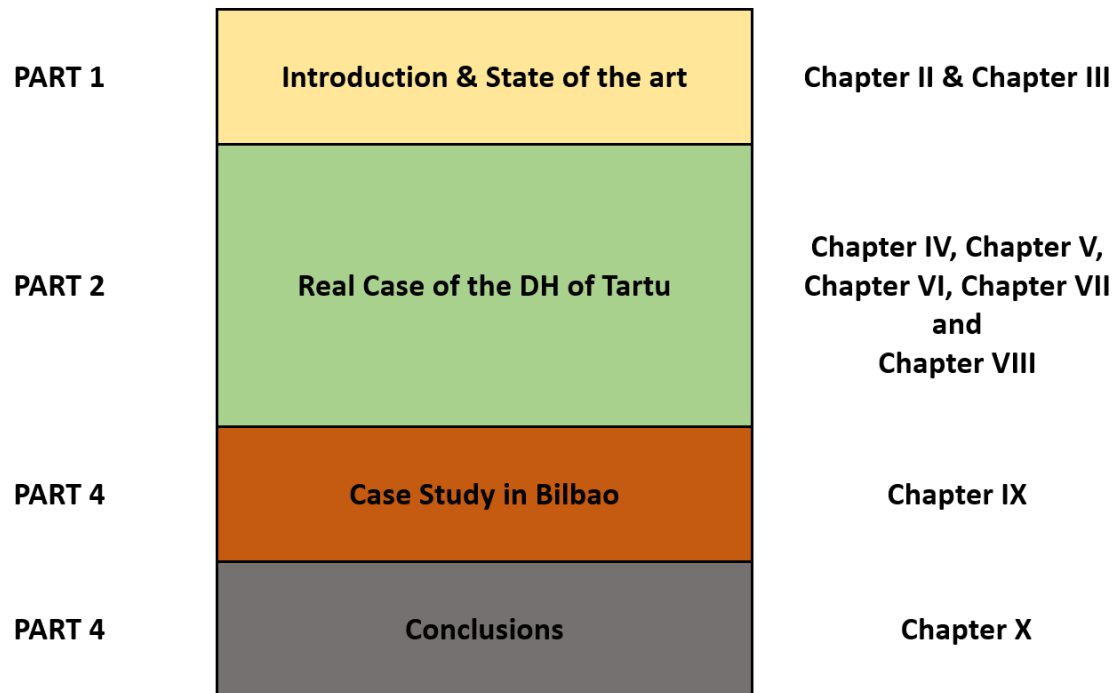 PART 1
Introduction & State of the art
Chapter II & Chapter III
PART 2
Real Case of the DH of Tartu
Chapter IV, Chapter V,
Chapter VI, Chapter VII
and
Chapter VIII
PART 4
Case Study in Bilbao
Chapter IX
PART 4
Conclusions
Chapter X